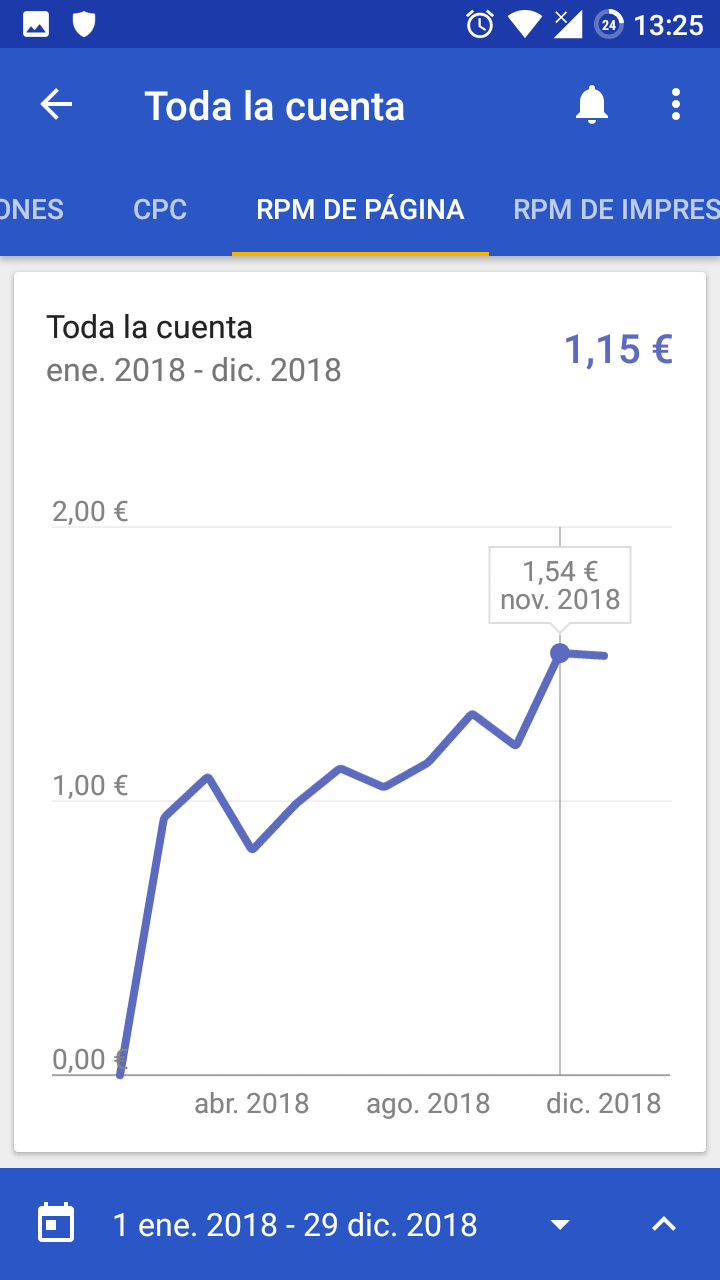 24 13:25
Toda la cuenta
ONES CPC RPM DE PÁGINA RPM DE IMPRES
Toda la cuenta
1,15 €
ene. 2018 - dic. 2018
2,00 €
1,54 €
nov. 2018
1,00 €
0,00 €
abr. 2018 ago. 2018 dic. 2018
1 ene. 2018 - 29 dic. 2018